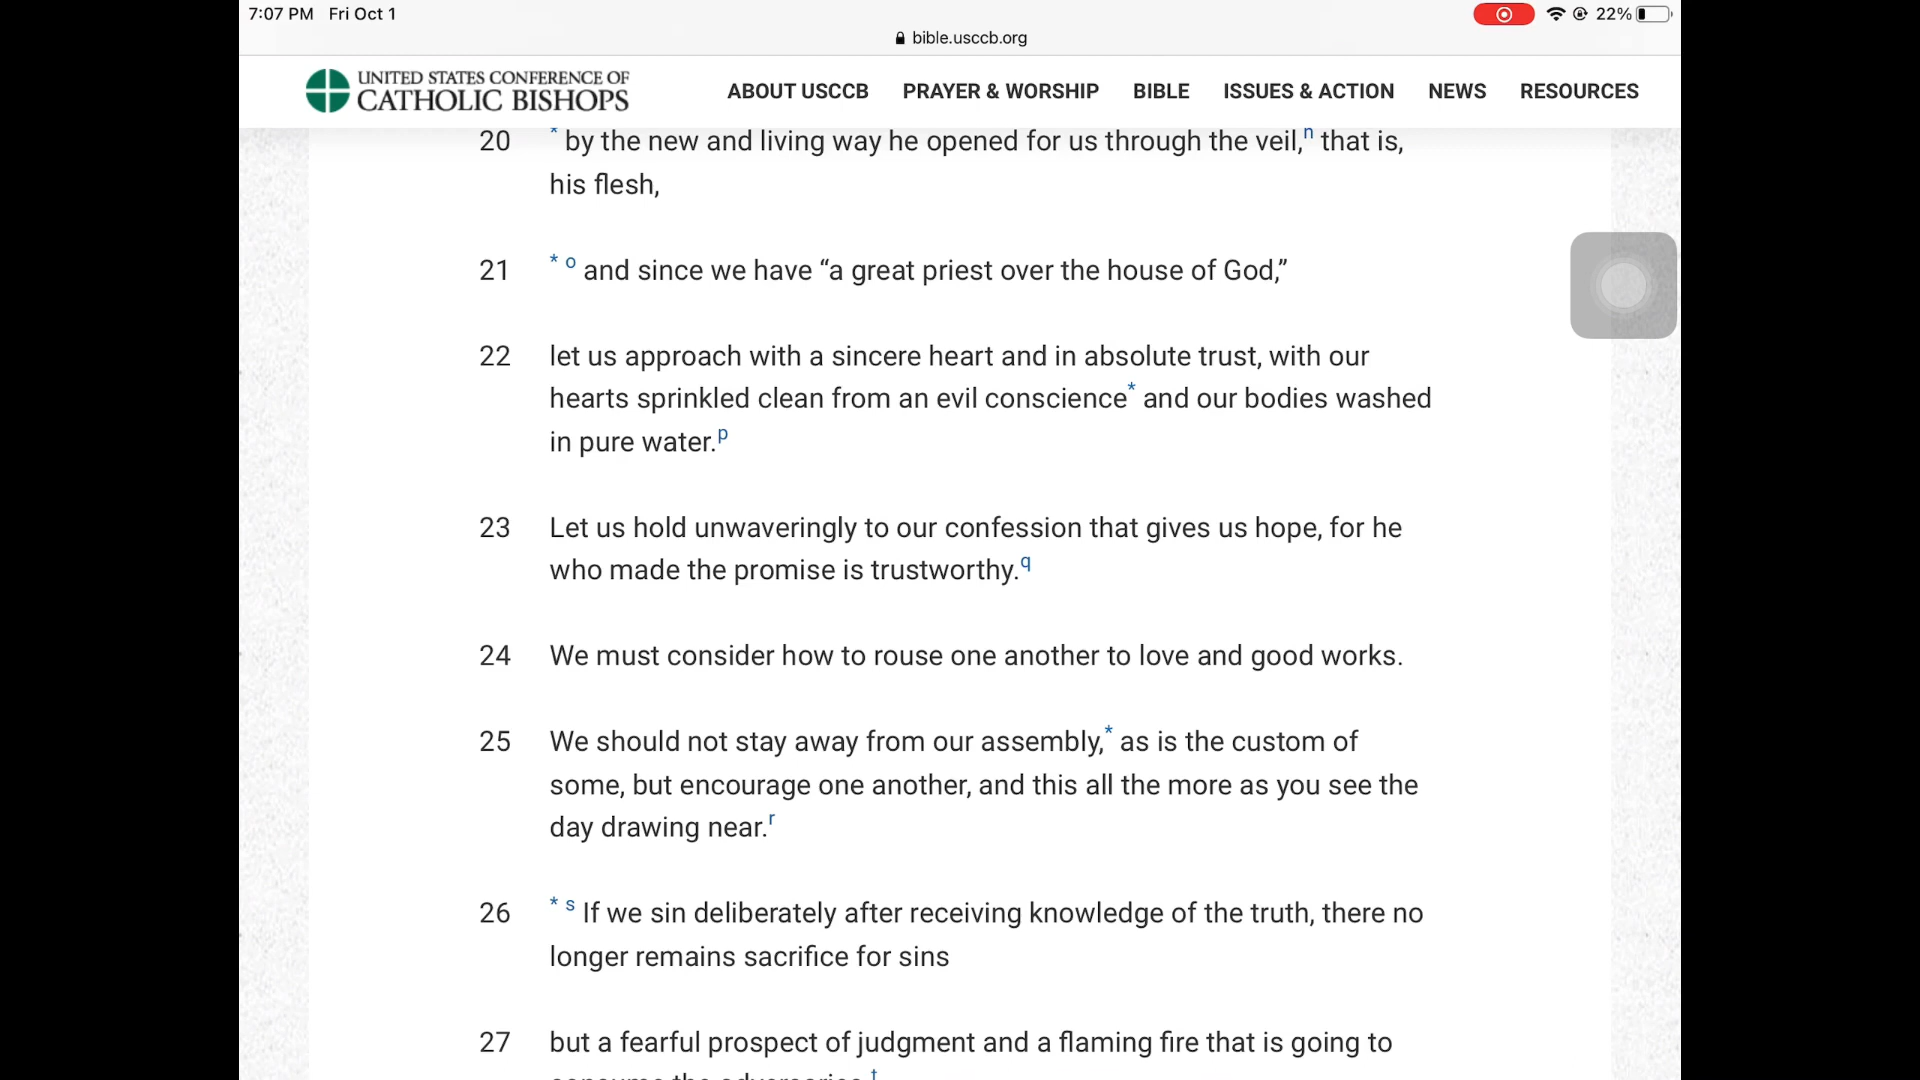 7:07 PM Fri Oct 1 22%
bible.usccb.org
UNITED STATES CONFERENCE OF
CATHOLIC BISHOPS
ABOUT USCCB PRAYER & WORSHIP BIBLE ISSUES & ACTION NEWS RESOURCES
20 * by the new and living way he opened for us through the veil,n that is,
his flesh,
21 * o and since we have “a great priest over the house of God,”
22 let us approach with a sincere heart and in absolute trust, with our
hearts sprinkled clean from an evil conscience* and our bodies washed
in pure water.p
23 Let us hold unwaveringly to our confession that gives us hope, for he
who made the promise is trustworthy.q
24 We must consider how to rouse one another to love and good works.
25 We should not stay away from our assembly,* as is the custom of
some, but encourage one another, and this all the more as you see the
day drawing near.r
26 * s If we sin deliberately after receiving knowledge of the truth, there no
longer remains sacrifice for sins
27 but a fearful prospect of judgment and a flaming fire that is going to
consume the adversaries.t